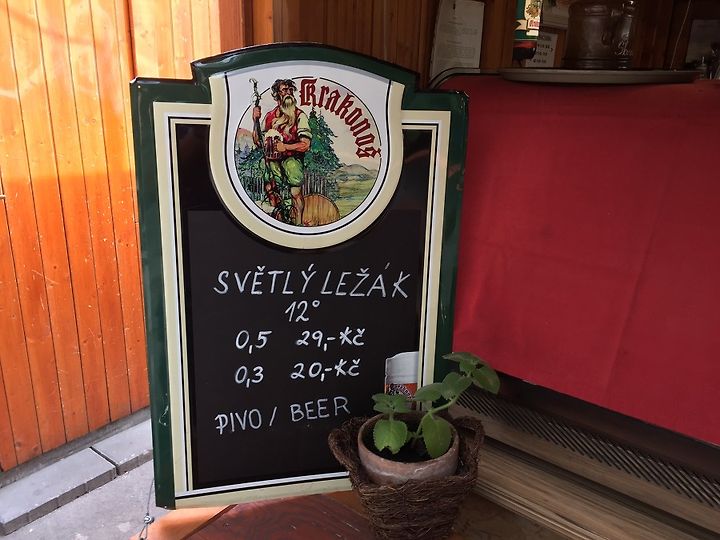 Krakonoš
SVĚTLÝ LEŽÁK
12°
0,5 29,-Kč
0,3 20,-Kč
PIVO / BEER